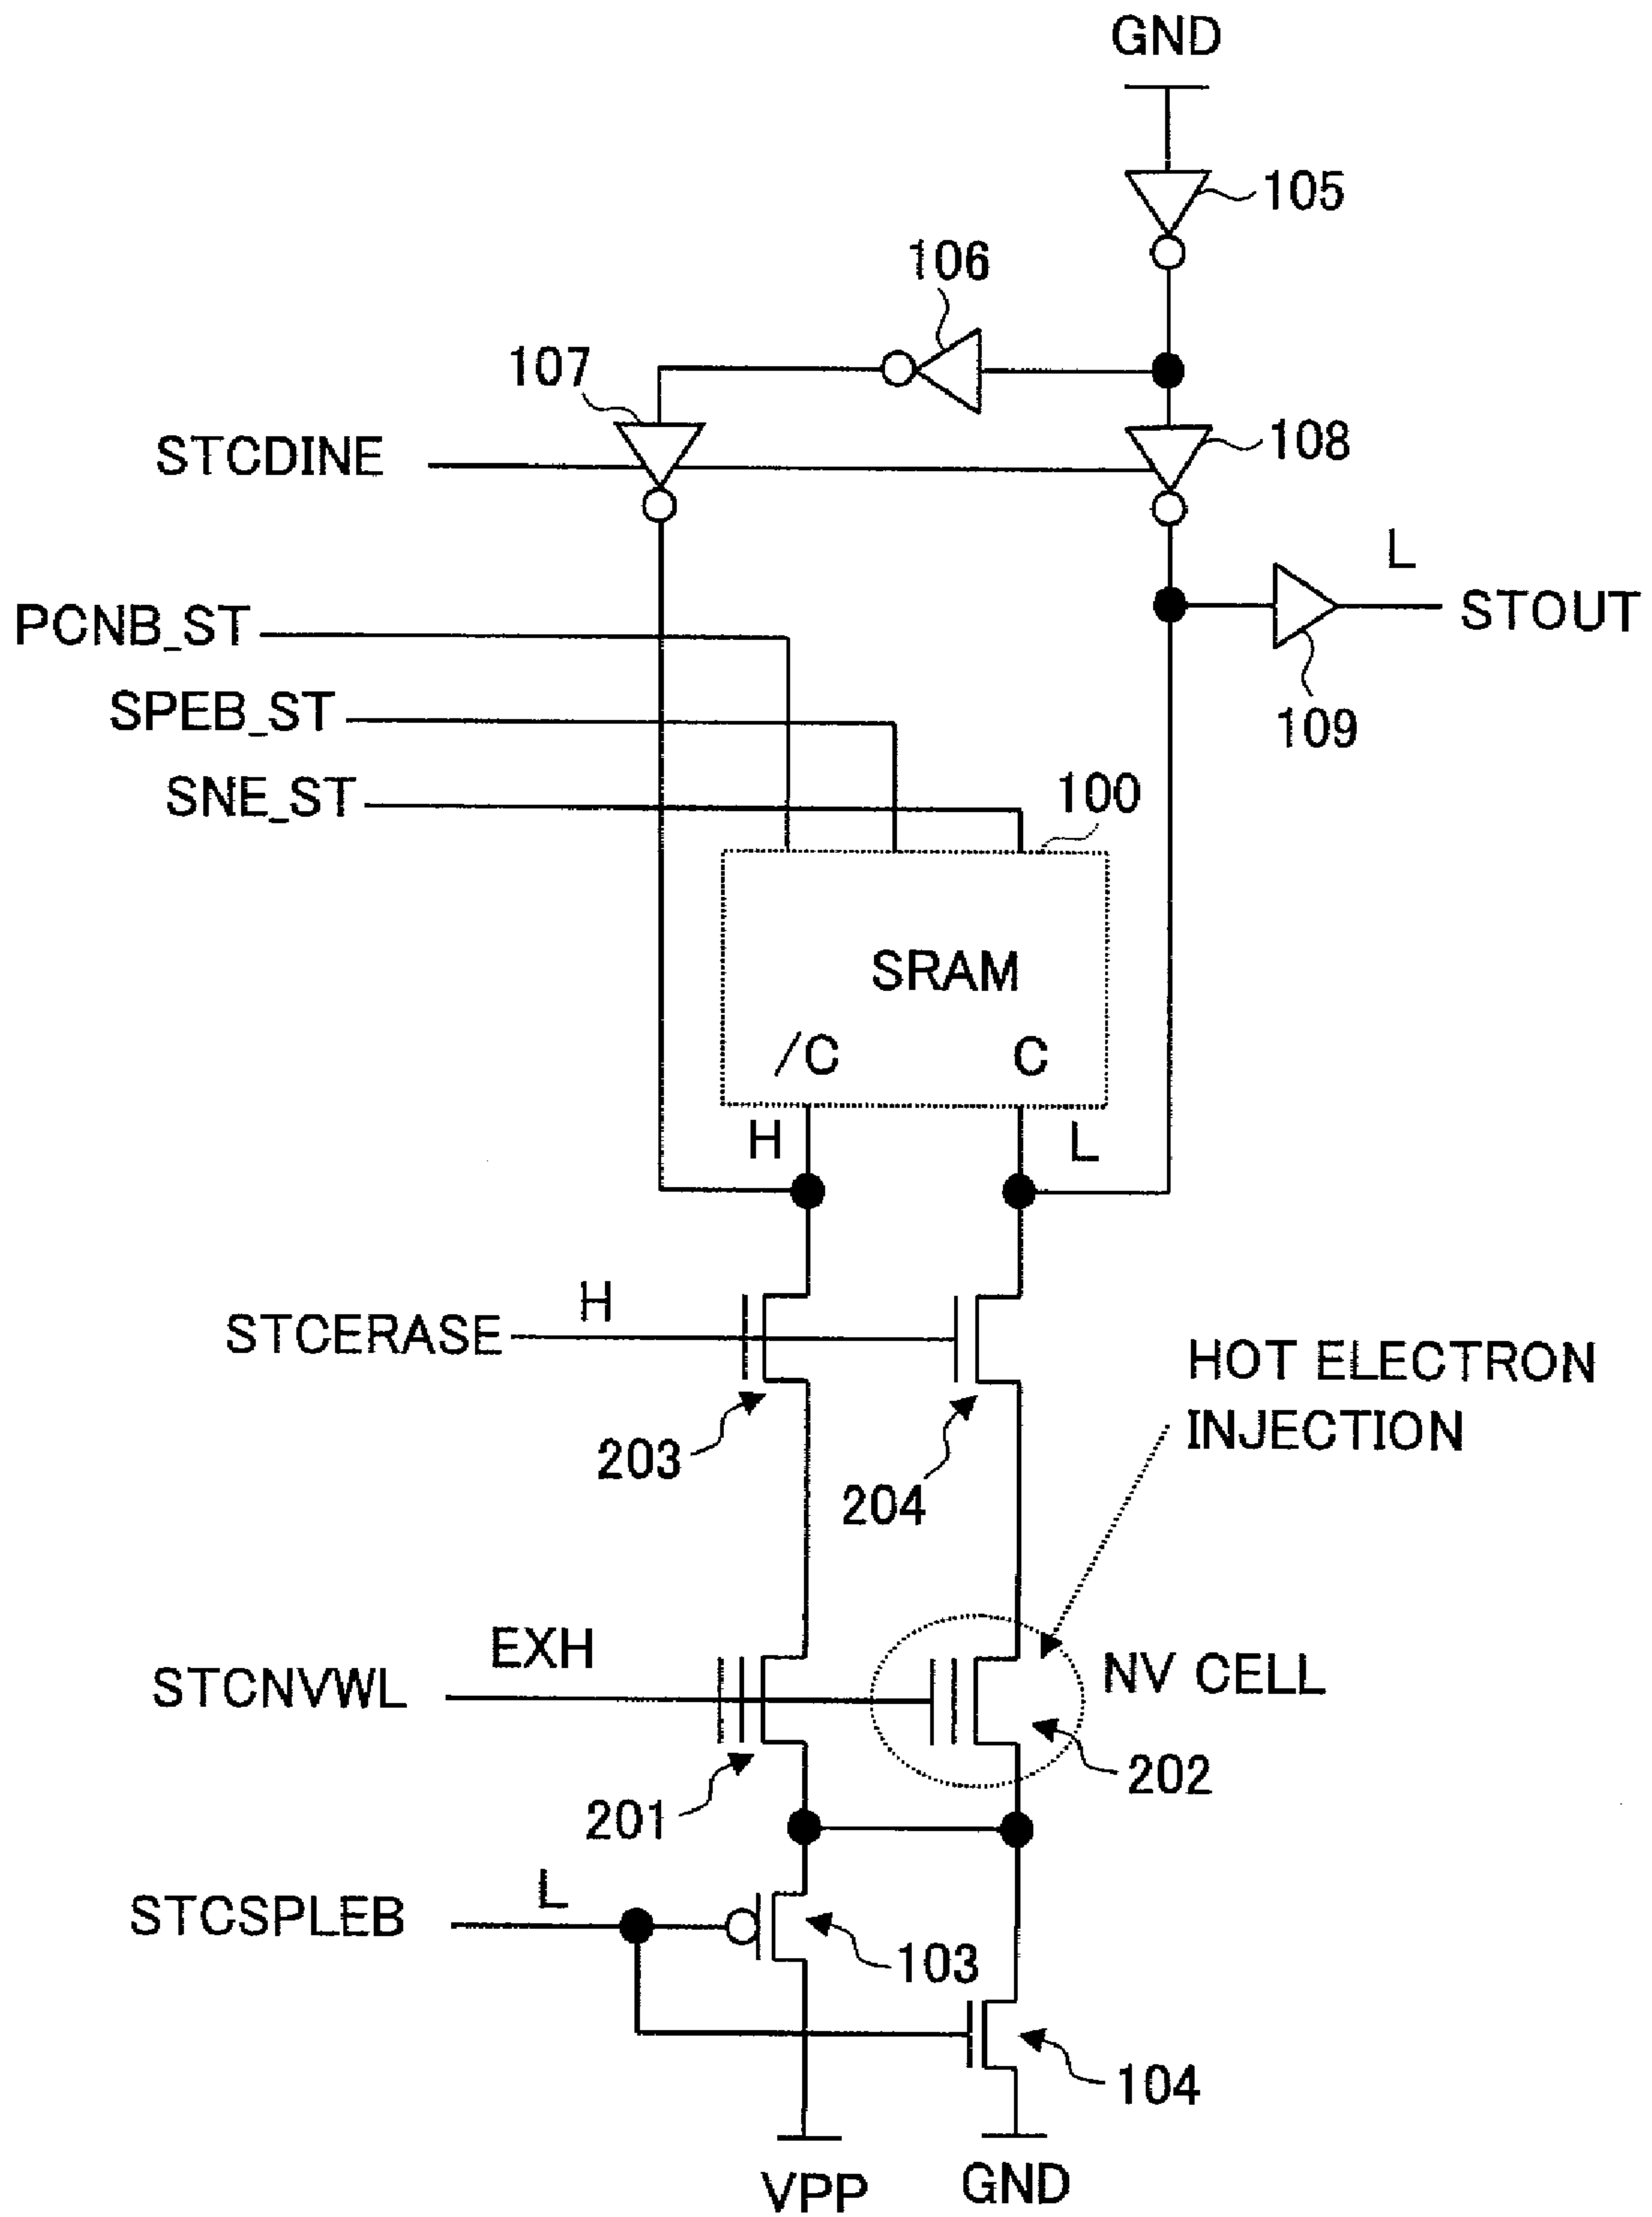 GND
105
106
107
STCDINE
108
L
PCNB_ST
STOUT
SPEB_ST
109
SNE_ST
100
SRAM
/C
C
H
L
H
STCERASE
HOT ELECTRON
INJECTION
203
204
EXH
STCNVWL
NV CELL
202
201
L
STCSPLEB
103
104
VPP
GND